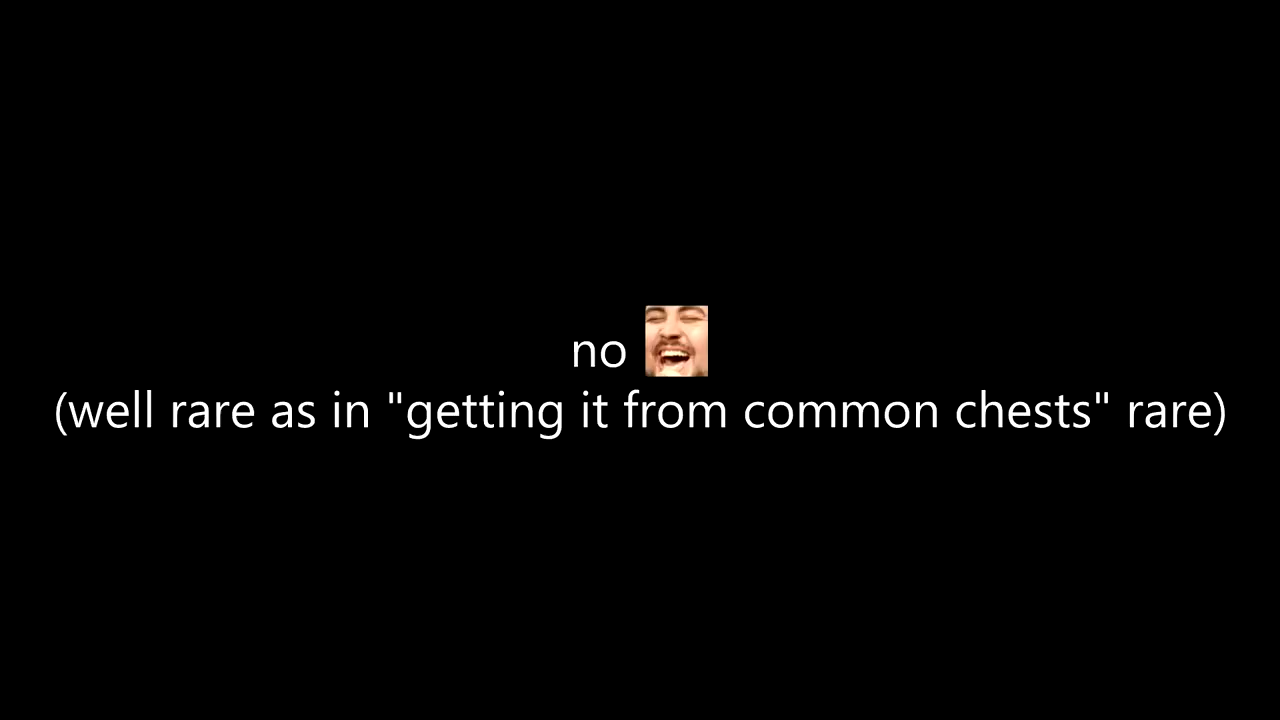 no
(well rare as in "getting it from common chests" rare)